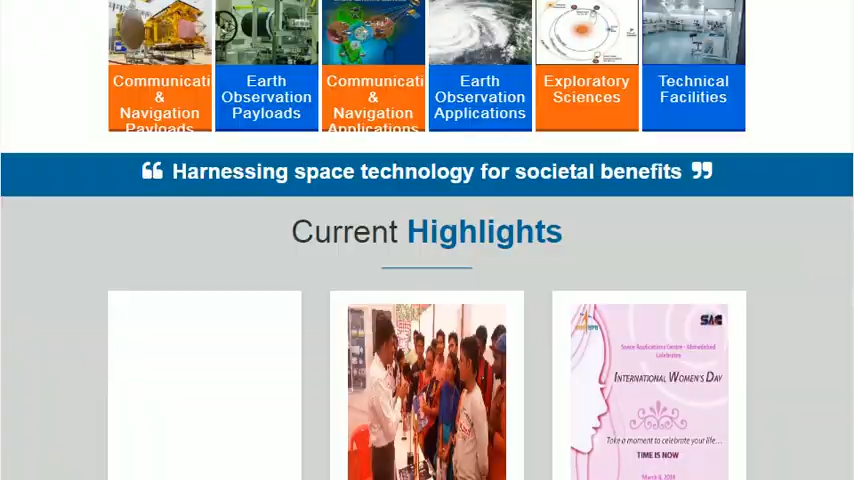 Communicati
&
Navigation
Payloads
Earth
Observation
Payloads
Communicati
&
Navigation
Applications
Earth
Observation
Applications
Exploratory
Sciences
Technical
Facilities
Harnessing space technology for societal benefits
Current Highlights
SAC
Space Applications Centre - Ahmedabad
celebrates
INTERNATIONAL WOMEN'S DAY
Take a moment to celebrate your life...
TIME IS NOW